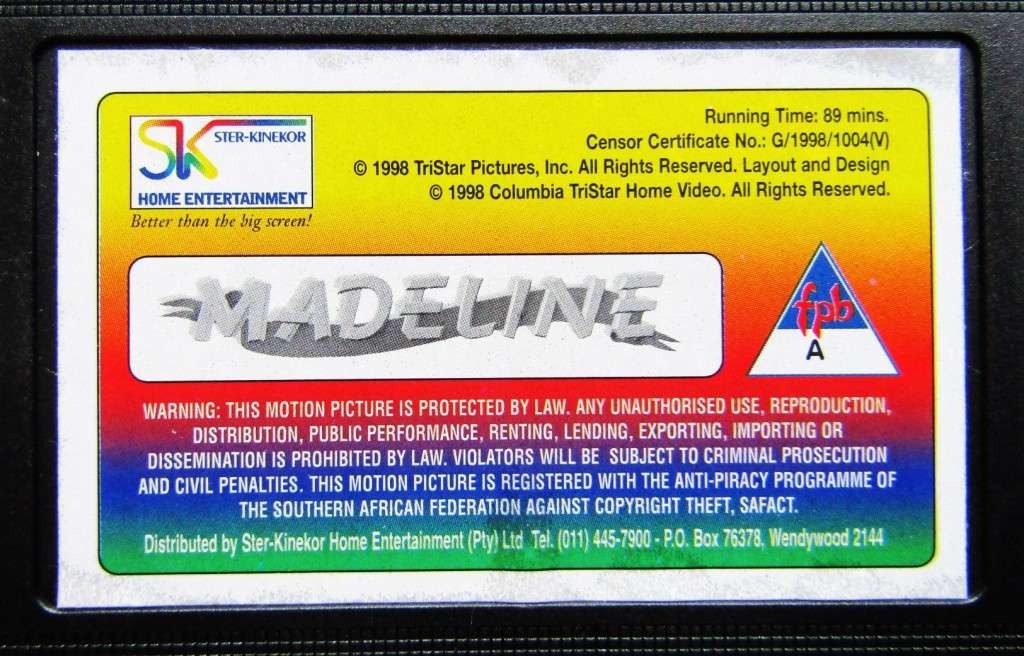 SK STER-KINEKOR
HOME ENTERTAINMENT
Better than the big screen!
Running Time: 89 mins.
Censor Certificate No.: G/1998/1004(V)
© 1998 TriStar Pictures, Inc. All Rights Reserved. Layout and Design
© 1998 Columbia TriStar Home Video. All Rights Reserved.
MADELINE
fpb
A
WARNING: THIS MOTION PICTURE IS PROTECTED BY LAW. ANY UNAUTHORISED USE, REPRODUCTION,
DISTRIBUTION, PUBLIC PERFORMANCE, RENTING, LENDING, EXPORTING, IMPORTING OR
DISSEMINATION IS PROHIBITED BY LAW. VIOLATORS WILL BE SUBJECT TO CRIMINAL PROSECUTION
AND CIVIL PENALTIES. THIS MOTION PICTURE IS REGISTERED WITH THE ANTI-PIRACY PROGRAMME OF
THE SOUTHERN AFRICAN FEDERATION AGAINST COPYRIGHT THEFT, SAFACT.
Distributed by Ster-Kinekor Home Entertainment (Pty) Ltd Tel. (011) 445-7900 - P.O. Box 76378, Wendywood 2144